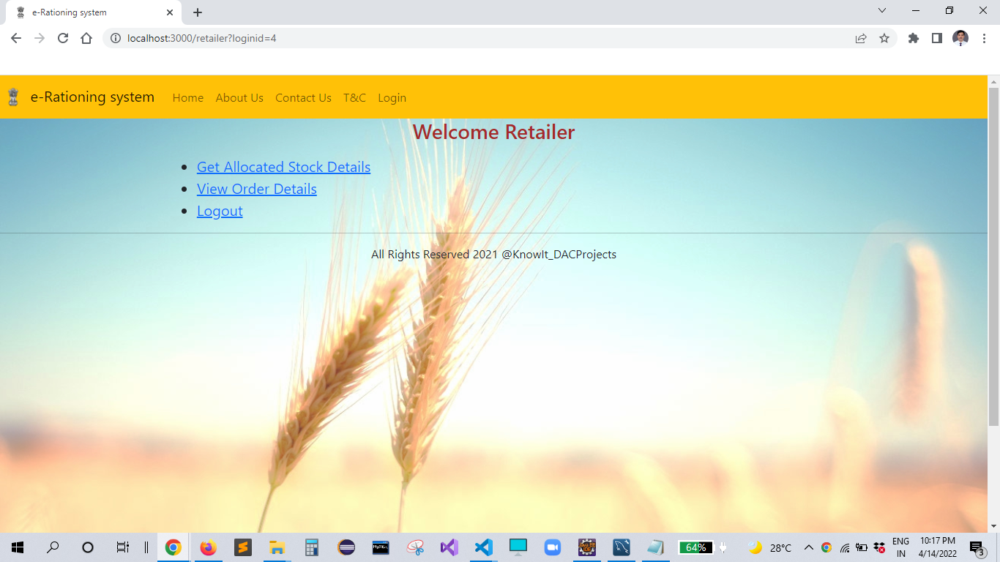 e-Rationing system
localhost:3000/retailer?loginid=4
e-Rationing system Home About Us Contact Us T&C Login
Welcome Retailer
Get Allocated Stock Details
View Order Details
Logout
All Rights Reserved 2021 @KnowIt_DACProjects
64%
28°C
ENG
IN
10:17 PM
4/14/2022
3